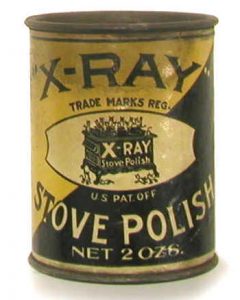 "X-RAY"
TRADE MARKS REG.
X-RAY
Stove Polish
U S PAT. OFF
STOVE POLISH
NET 2 OZS.